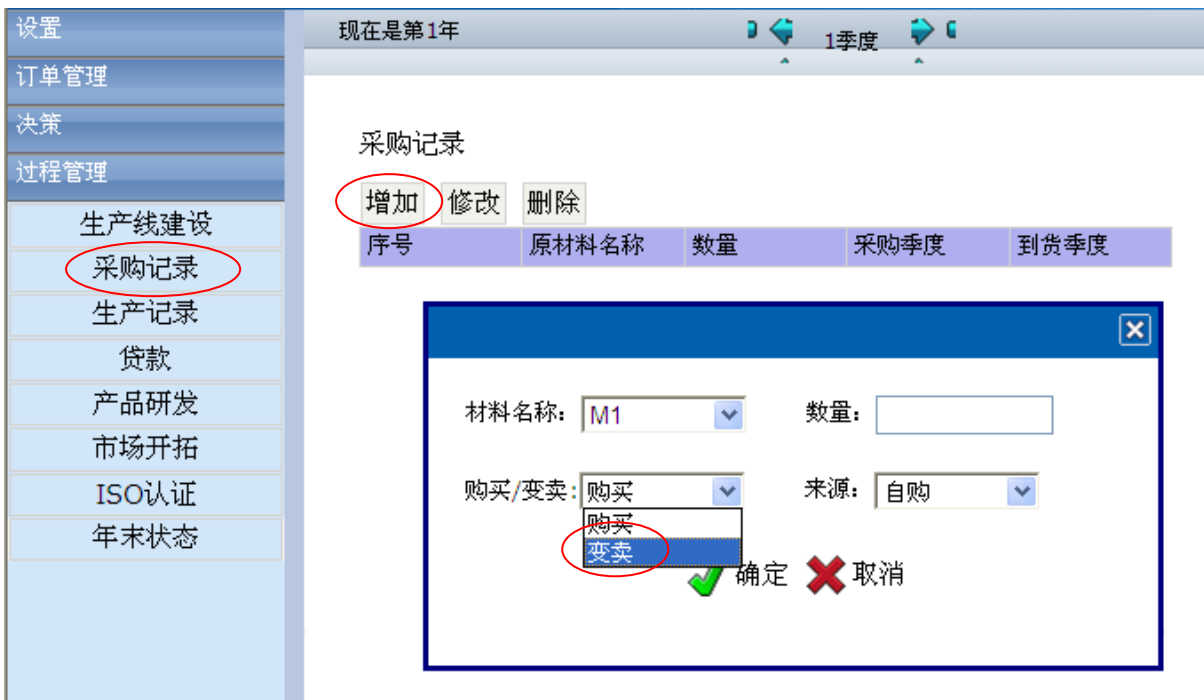 设置
订单管理
决策
过程管理
生产线建设
采购记录
生产记录
贷款
产品研发
市场开拓
ISO认证
年末状态
现在是第1年
1季度
采购记录
增加 修改 删除
序号 原材料名称 数量 采购季度 到货季度
材料名称： M1 数量：
购买/变卖: 购买 来源： 自购
购买
变卖
确定 取消